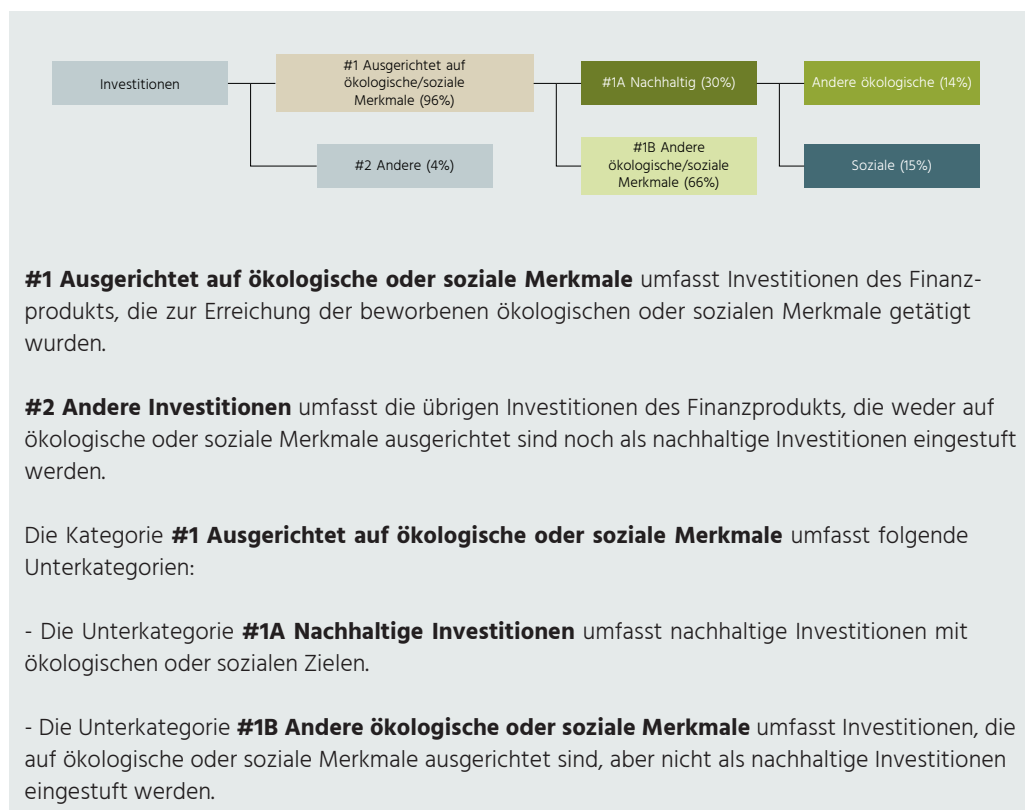 Investitionen
#1 Ausgerichtet auf
ökologische/soziale
Merkmale (96%)
#1A Nachhaltig (30%)
Andere ökologische (14%)
#2 Andere (4%)
#1B Andere
ökologische/soziale
Merkmale (66%)
Soziale (15%)
#1 Ausgerichtet auf ökologische oder soziale Merkmale umfasst Investitionen des Finanz-
produkts, die zur Erreichung der beworbenen ökologischen oder sozialen Merkmale getätigt
wurden.
#2 Andere Investitionen umfasst die übrigen Investitionen des Finanzprodukts, die weder auf
ökologische oder soziale Merkmale ausgerichtet sind noch als nachhaltige Investitionen eingestuft
werden.
Die Kategorie #1 Ausgerichtet auf ökologische oder soziale Merkmale umfasst folgende
Unterkategorien:
- Die Unterkategorie #1A Nachhaltige Investitionen umfasst nachhaltige Investitionen mit
ökologischen oder sozialen Zielen.
- Die Unterkategorie #1B Andere ökologische oder soziale Merkmale umfasst Investitionen, die
auf ökologische oder soziale Merkmale ausgerichtet sind, aber nicht als nachhaltige Investitionen
eingestuft werden.